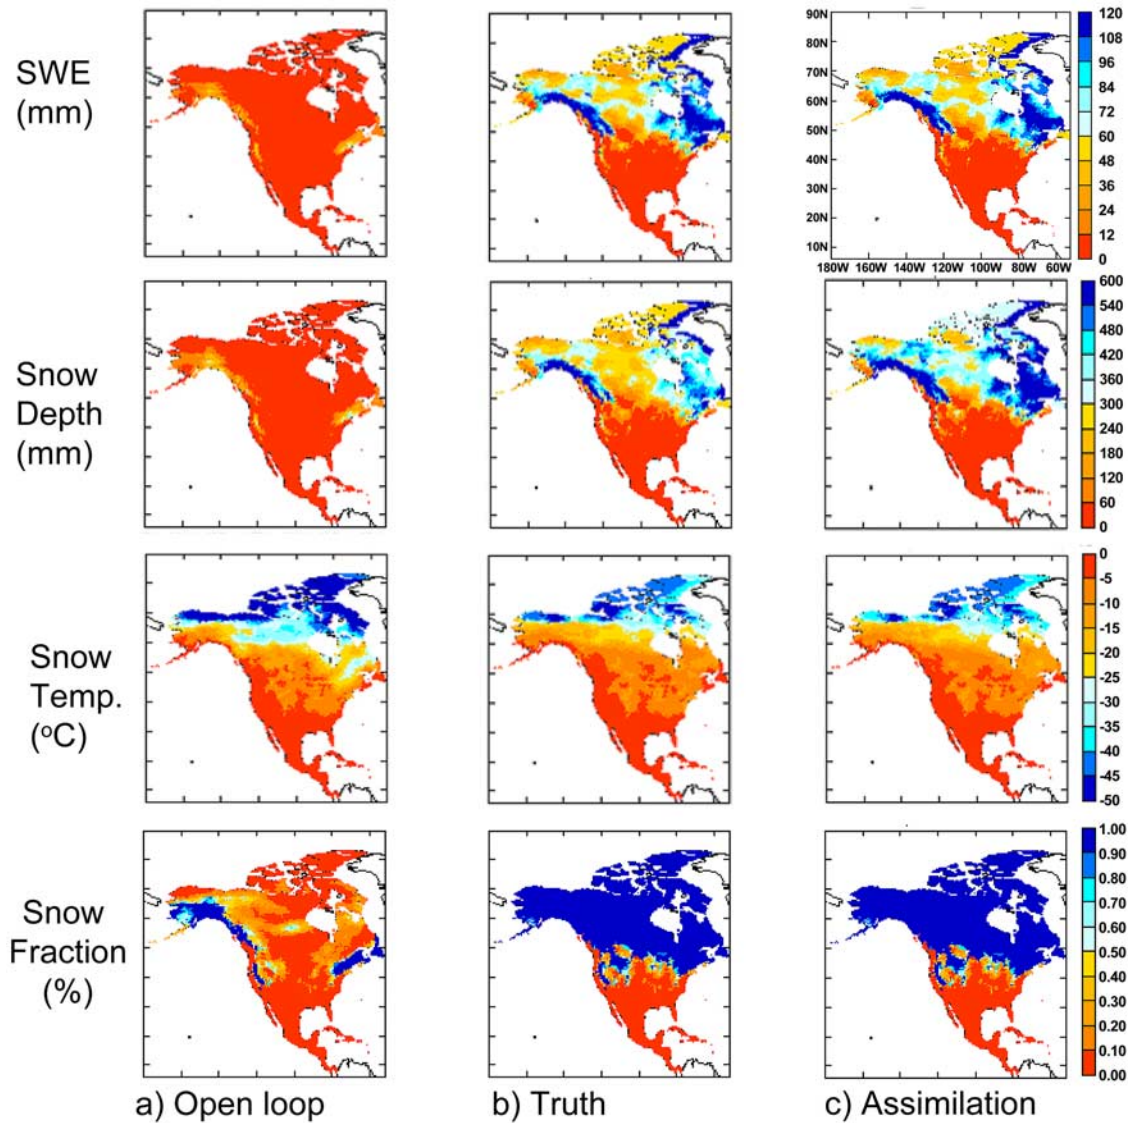 SWE
(mm)
90N
80N
70N
60N
50N
40N
30N
20N
10N
180W 160W 140W 120W 100W 80W 60W
120
108
96
84
72
60
48
36
24
12
0
Snow
Depth
(mm)
600
540
480
420
360
300
240
180
120
60
0
Snow
Temp.
(°C)
0
-5
-10
-15
-20
-25
-30
-35
-40
-45
-50
Snow
Fraction
(%)
1.00
0.90
0.80
0.70
0.60
0.50
0.40
0.30
0.20
0.10
0.00
a) Open loop
b) Truth
c) Assimilation